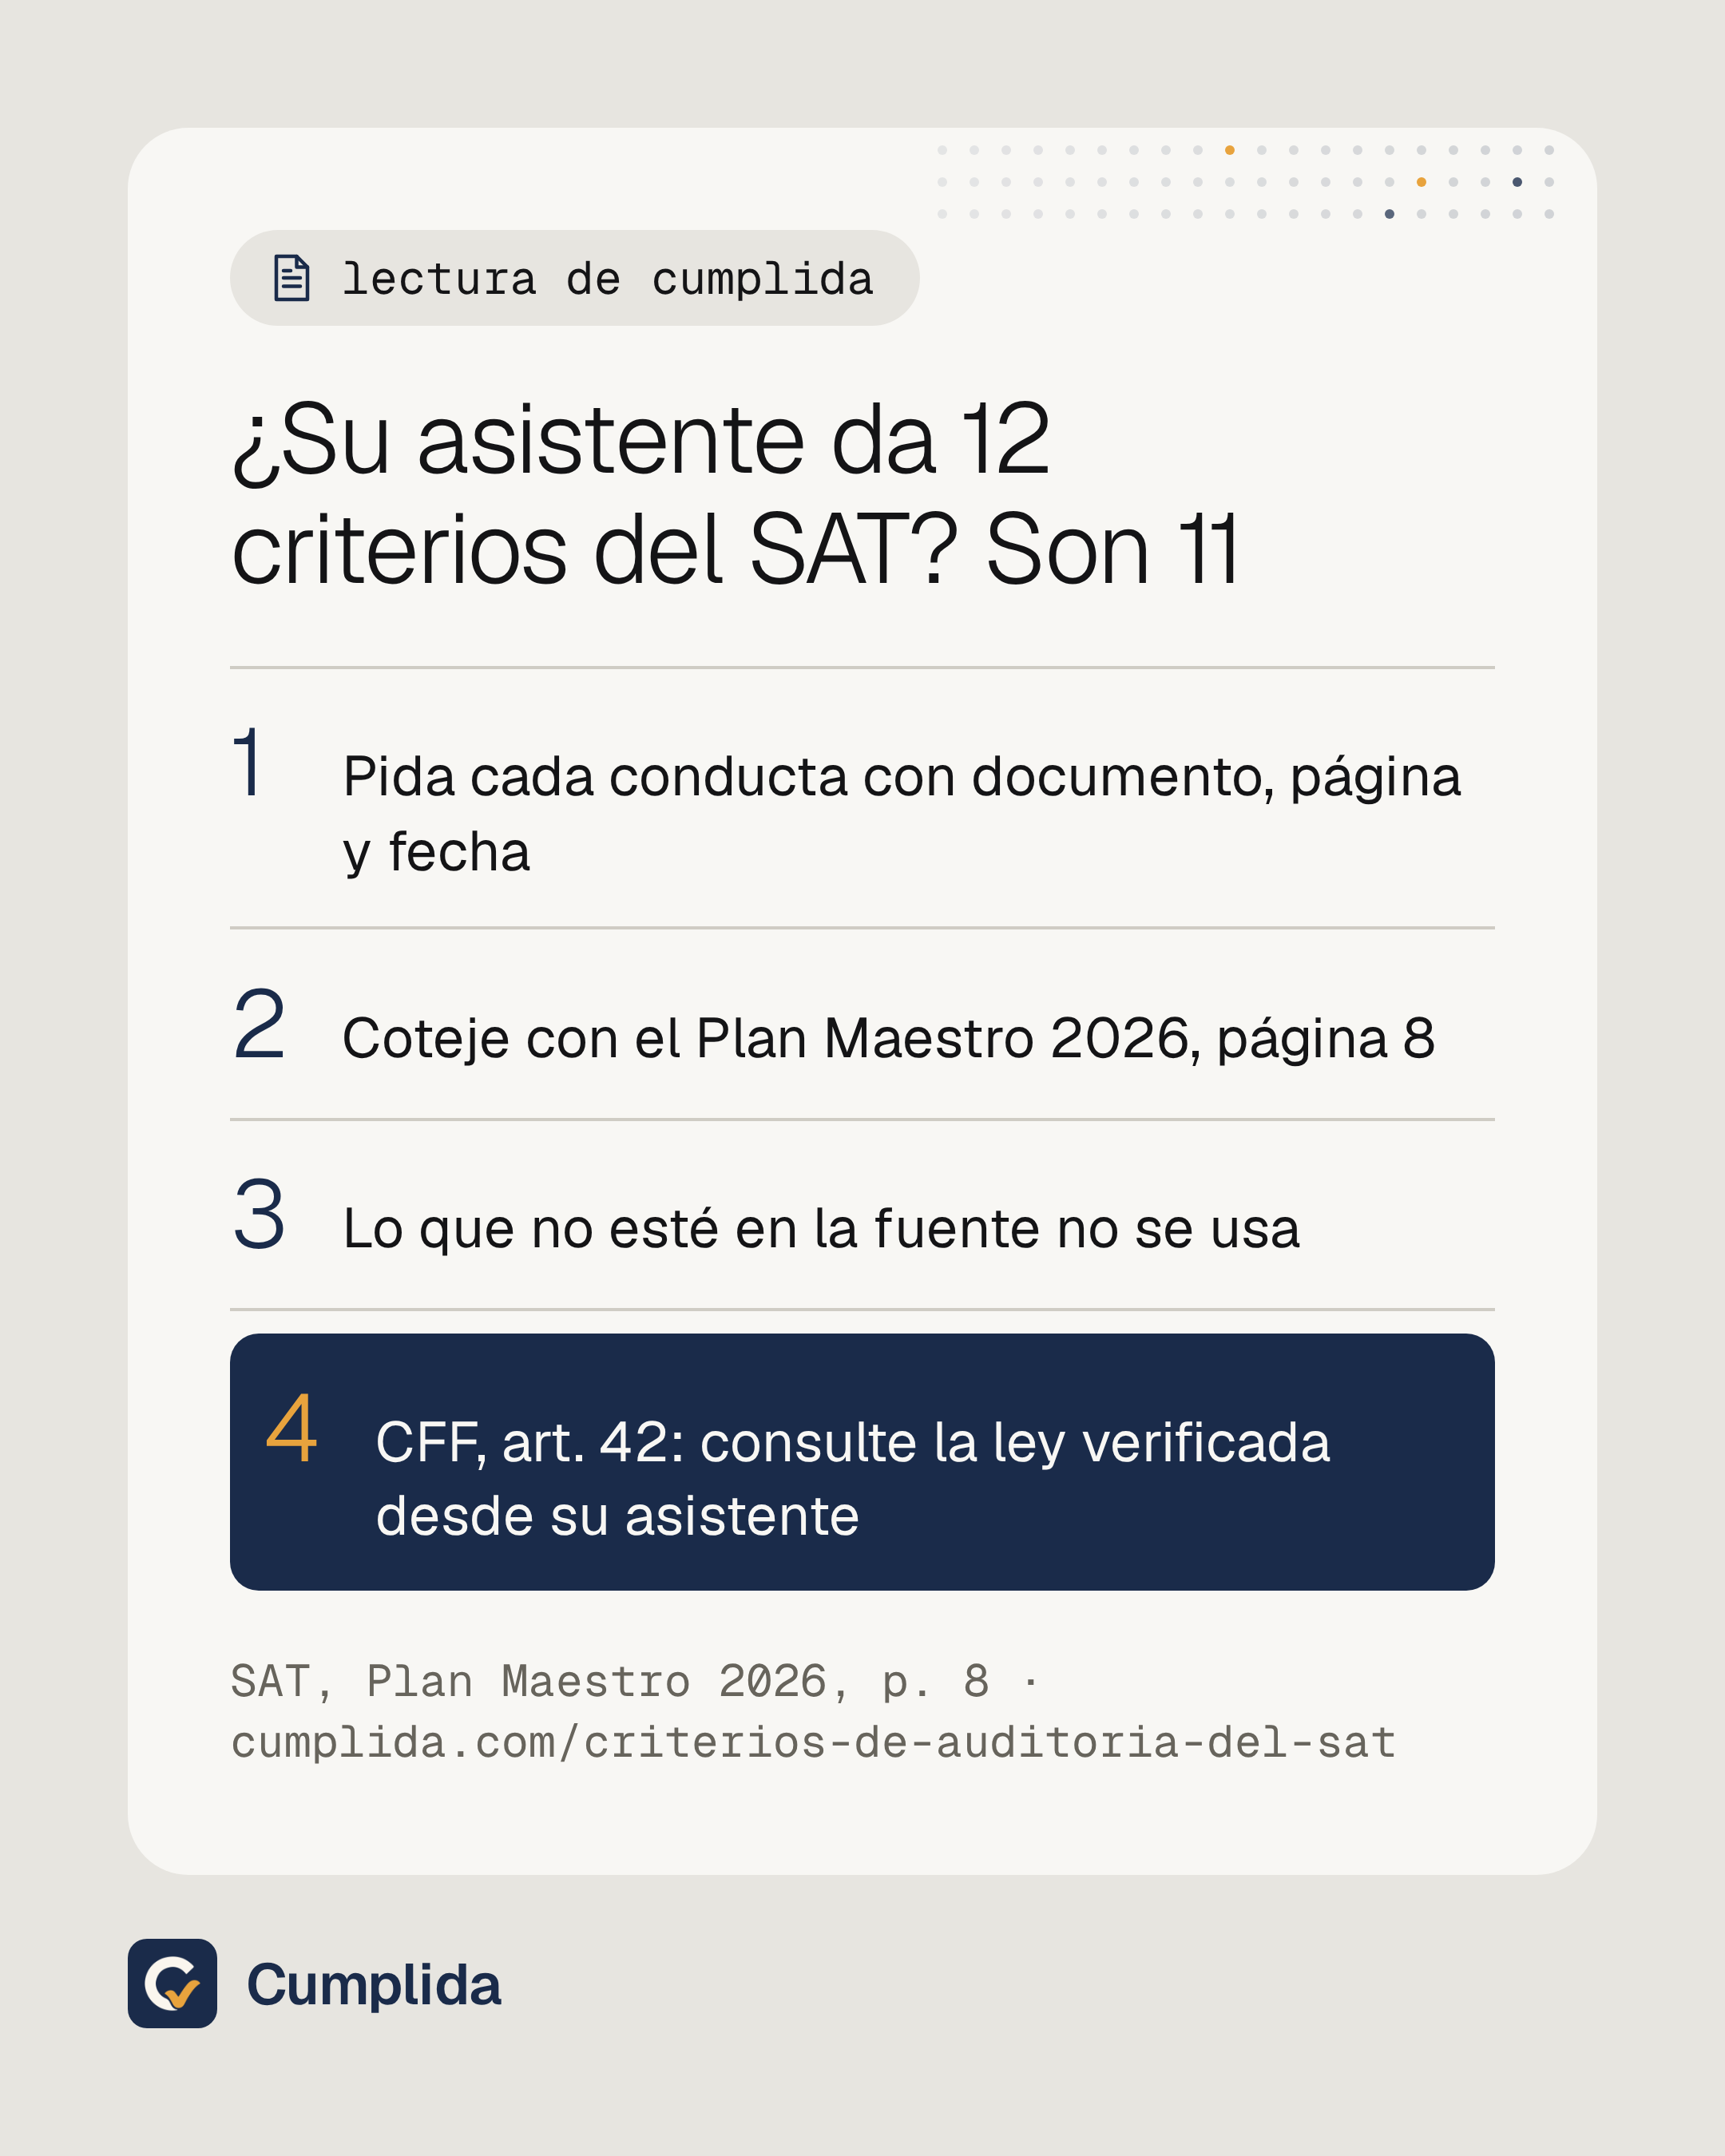 lectura de cumplida
¿Su asistente da 12
criterios del SAT? Son 11
1 Pida cada conducta con documento, página
y fecha
2 Coteje con el Plan Maestro 2026, página 8
3 Lo que no esté en la fuente no se usa
4 CFF, art. 42: consulte la ley verificada
desde su asistente
SAT, Plan Maestro 2026, p. 8 ·
cumplida.com/criterios-de-auditoria-del-sat
Cumplida